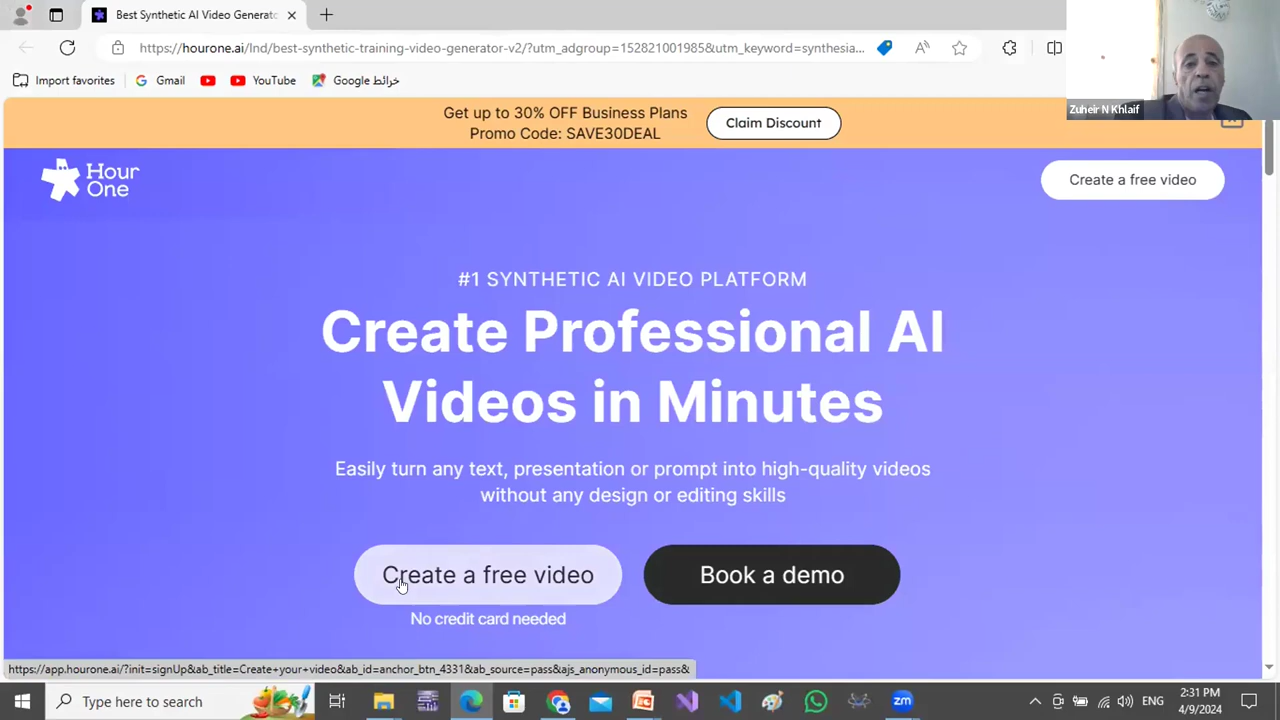 Best Synthetic AI Video Generato
https://hourone.ai/lnd/best-synthetic-training-video-generator-v2/?utm_adgroup=152821001985&utm_keyword=synthesia...
Import favorites
Gmail
YouTube
خرائط Google
Zuheir N Khlaif
Get up to 30% OFF Business Plans
Promo Code: SAVE30DEAL
Claim Discount
Hour
One
Create a free video
#1 SYNTHETIC AI VIDEO PLATFORM
Create Professional AI
Videos in Minutes
Easily turn any text, presentation or prompt into high-quality videos
without any design or editing skills
Create a free video
Book a demo
No credit card needed
https://app.hourone.ai/?init=signUp&ab_title=Create+your+video&ab_id=anchor_btn_4331&ab_source=pass&ajs_anonymous_id=pass&
Type here to search
zm
ENG
2:31 PM
4/9/2024